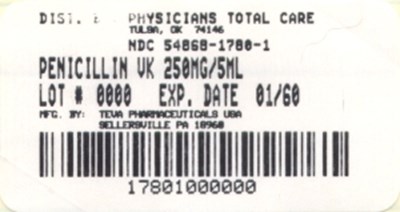 DIST. B PHYSICIANS TOTAL CARE
TULSA, OK 74146
NDC 54868-1780-1
PENICILLIN VK 250MG/5ML
LOT # 0000 EXP. DATE 01/60
MFG. BY: TEVA PHARMACEUTICALS USA
SELLERSVILLE PA 18960
17801000000